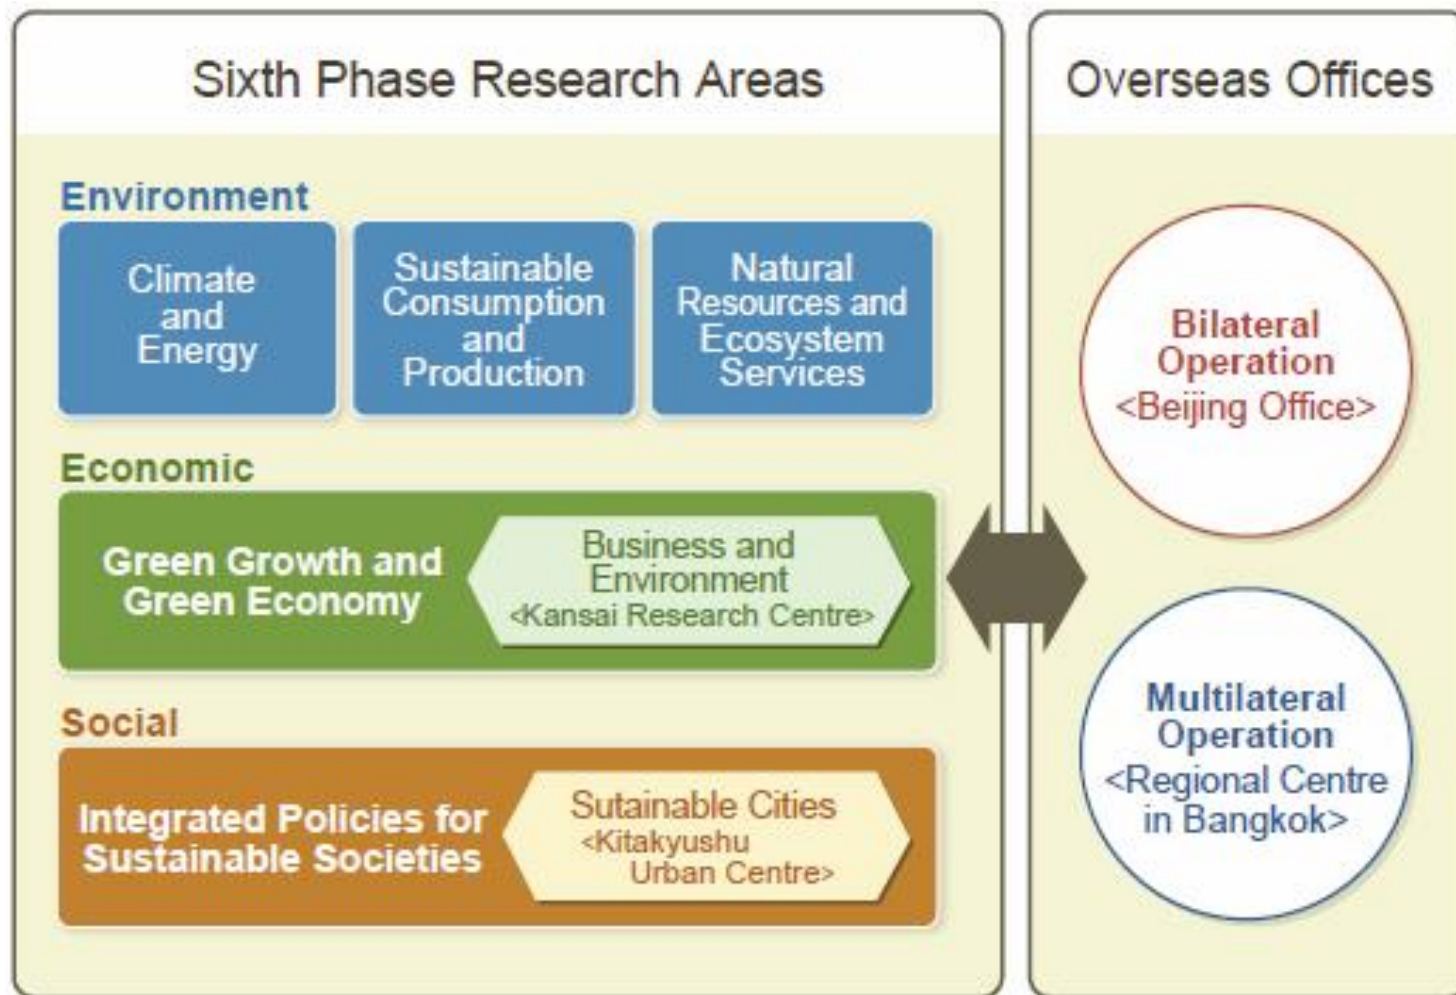 Sixth Phase Research Areas
Environment
Climate
and
Energy
Sustainable
Consumption
and
Production
Natural
Resources and
Ecosystem
Services
Economic
Green Growth and
Green Economy
Business and
Environment
<Kansai Research Centre>
Social
Integrated Policies for
Sustainable Societies
Sutainable Cities
<Kitakyushu
Urban Centre>
Overseas Offices
Bilateral
Operation
<Beijing Office>
Multilateral
Operation
<Regional Centre
in Bangkok>